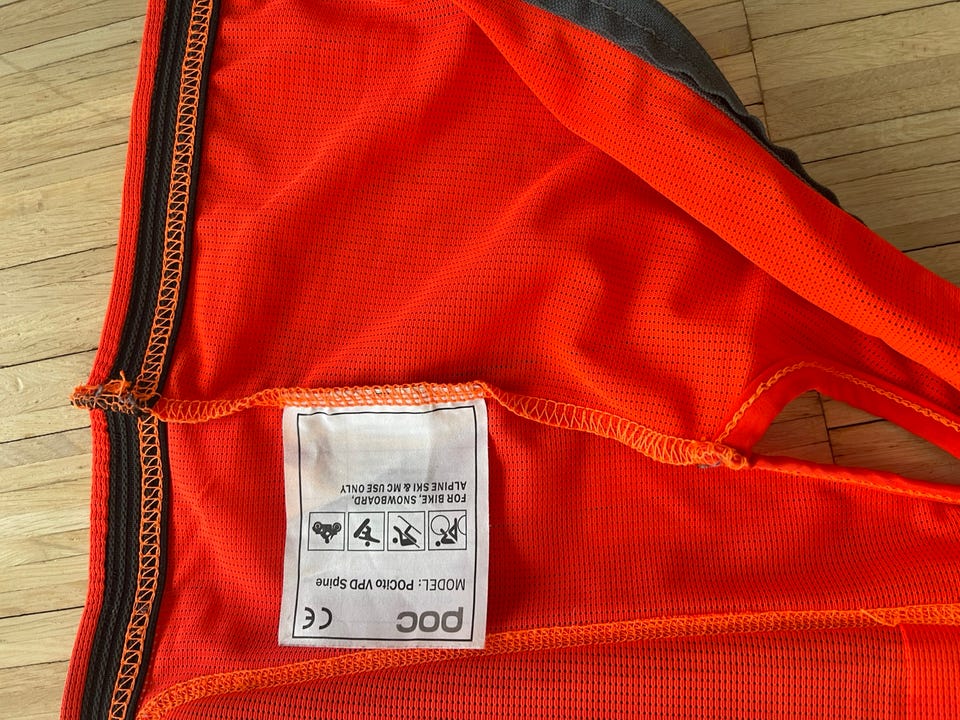 poc CE
MODEL: POCito VPD Spine
FOR BIKE, SNOWBOARD,
ALPINE SKI & MC USE ONLY